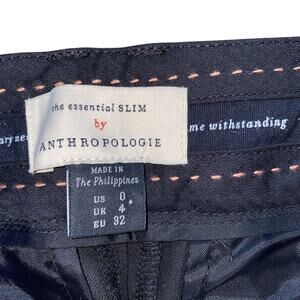 the essential SLIM
by
ANTHROPOLOGIE
me withstanding
MADE IN
The Philippines
US 0
UK 4
EU 32